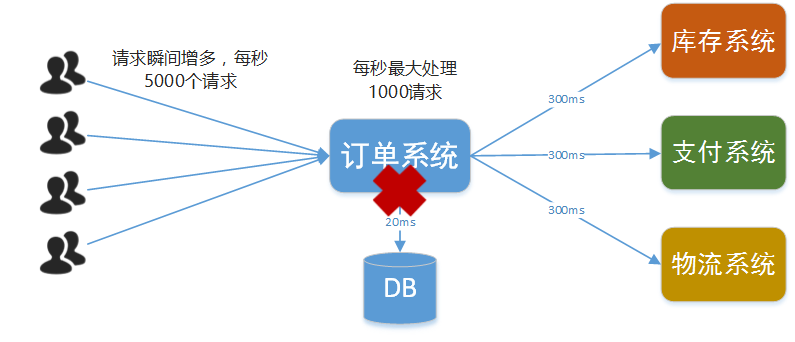 请求瞬间增多，每秒
5000个请求
每秒最大处理
1000请求
订单系统
20ms
DB
300ms
300ms
300ms
库存系统
支付系统
物流系统